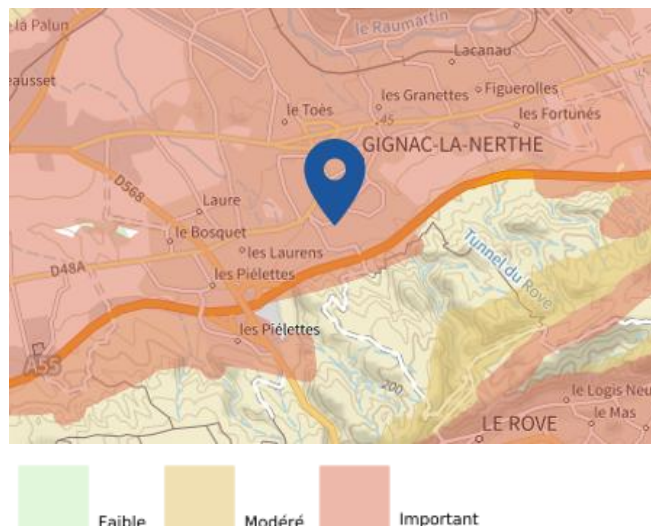 la Palun
le Raumartin
Lacanau
eausset
les Granettes
Figuerolles
le Toès
45
les Fortunés
GIGNAC-LA-NERTHE
D568
Laure
le Bosquet
les Laurens
D48A
les Piélettes
Tunnel du Rove
les Piélettes
A55
200
le Logis Neu
le Mas
LE ROVE
Faible
Modéré
Important